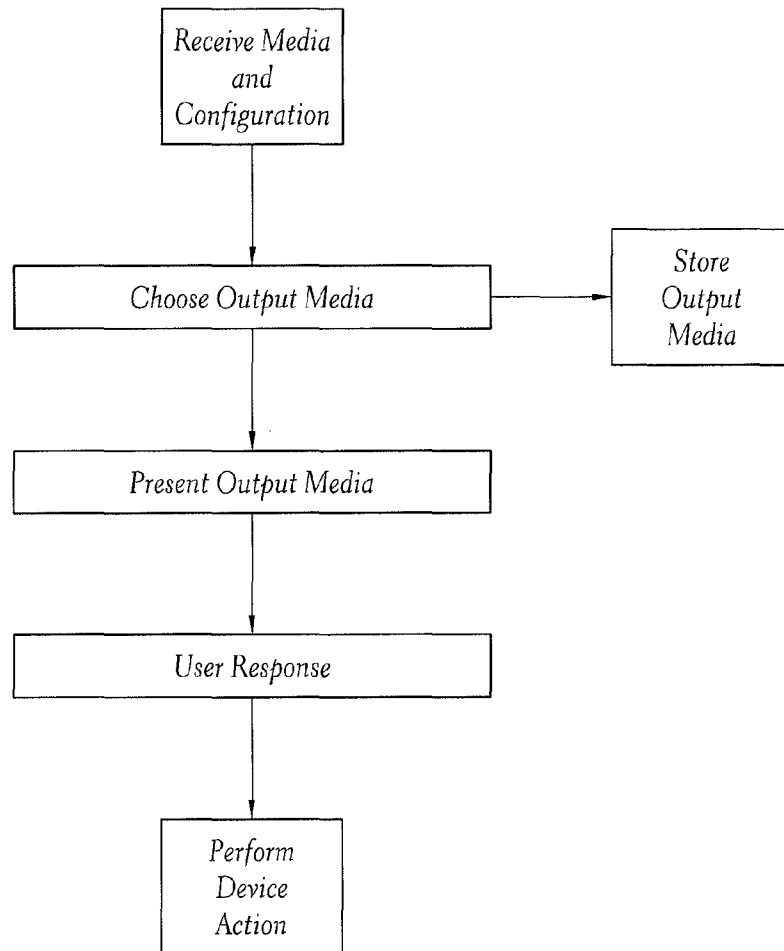 Receive Media
and
Configuration
Choose Output Media
Store
Output
Media
Present Output Media
User Response
Perform
Device
Action